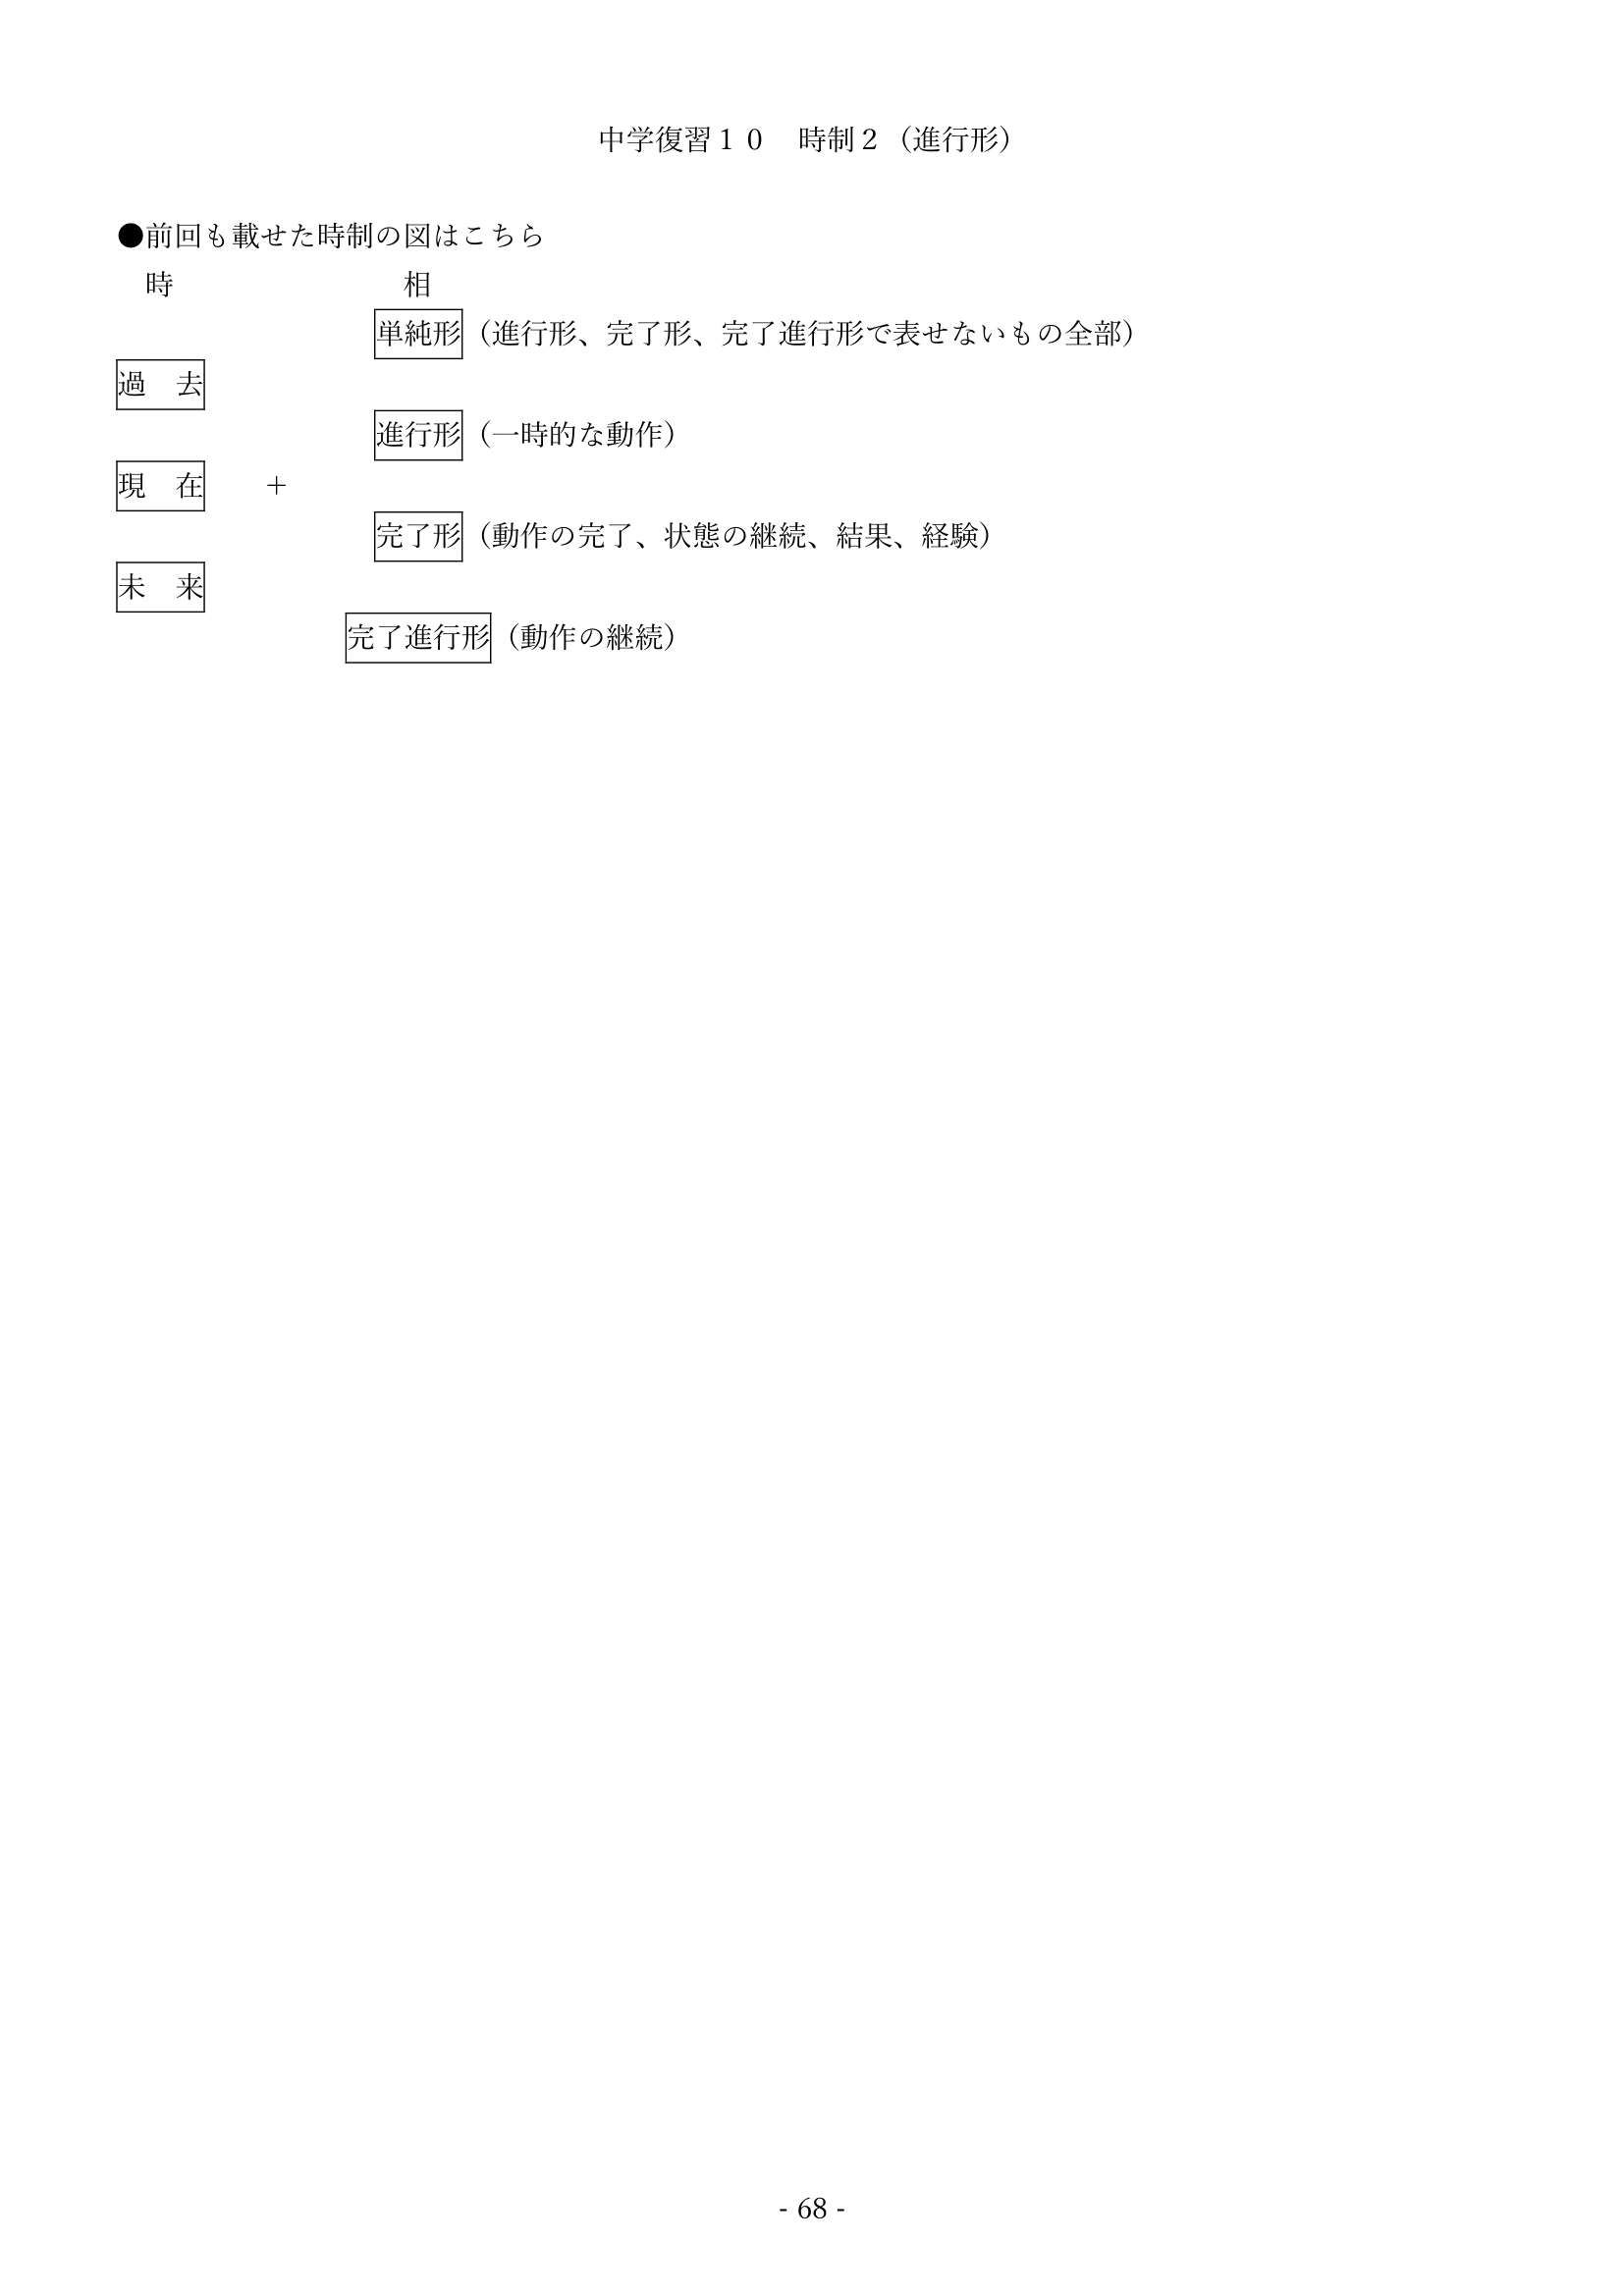 中学復習１０　時制２（進行形）
●前回も載せた時制の図はこちら
時　　　　　　　　相
単純形（進行形、完了形、完了進行形で表せないもの全部）
過　去
進行形（一時的な動作）
現　在　　＋
完了形（動作の完了、状態の継続、結果、経験）
未　来
完了進行形（動作の継続）
- 68 -